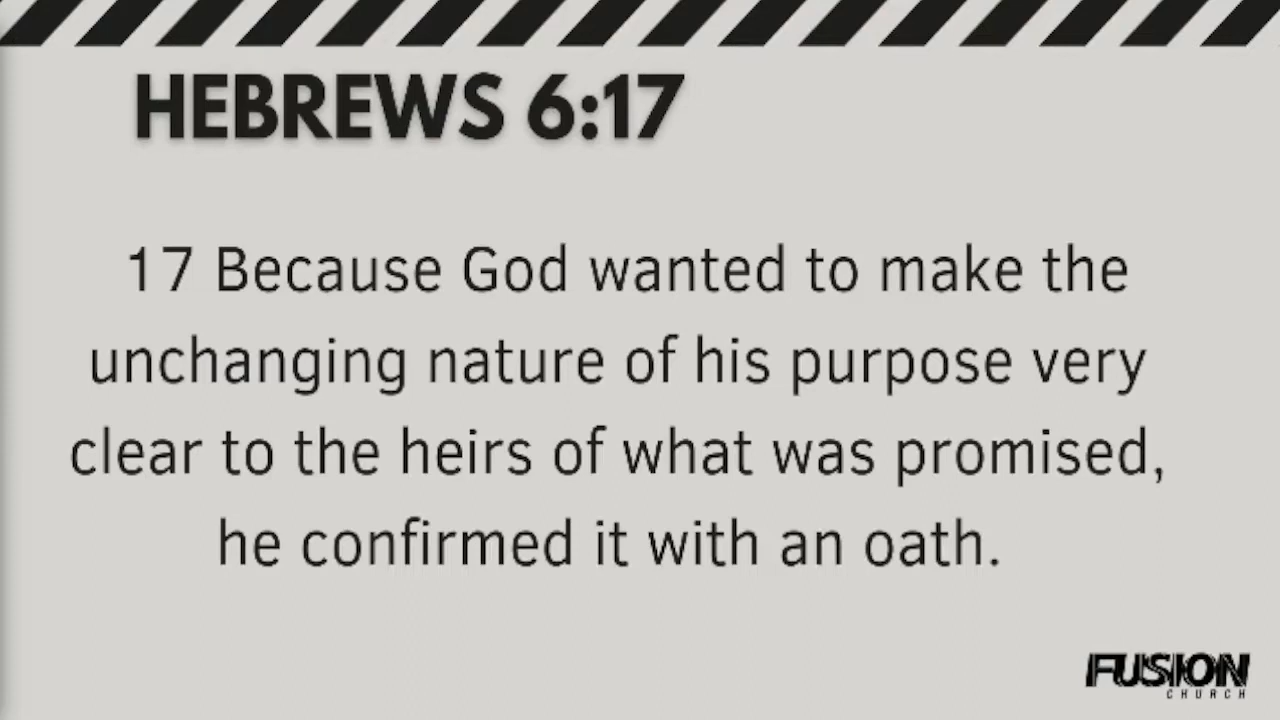 HEBREWS 6:17
17 Because God wanted to make the
unchanging nature of his purpose very
clear to the heirs of what was promised,
he confirmed it with an oath.
FUSION
CHURCH